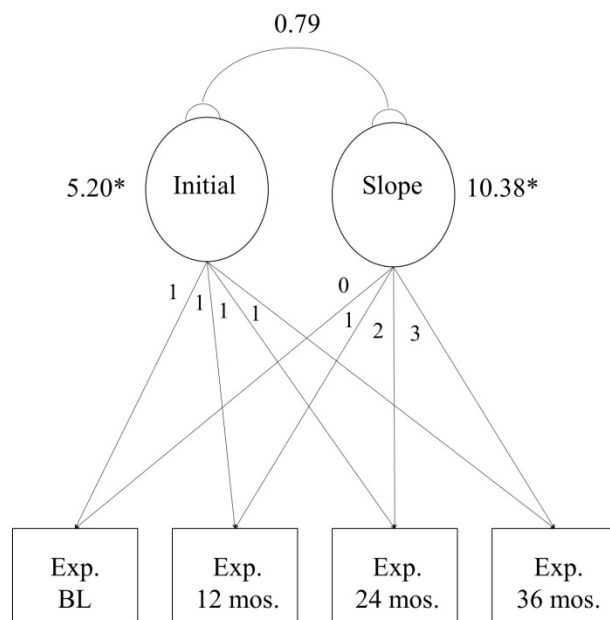 0.79
5.20*
Initial
Slope
10.38*
1
1
1
1
0
1
2
3
Exp.
BL
Exp.
12 mos.
Exp.
24 mos.
Exp.
36 mos.